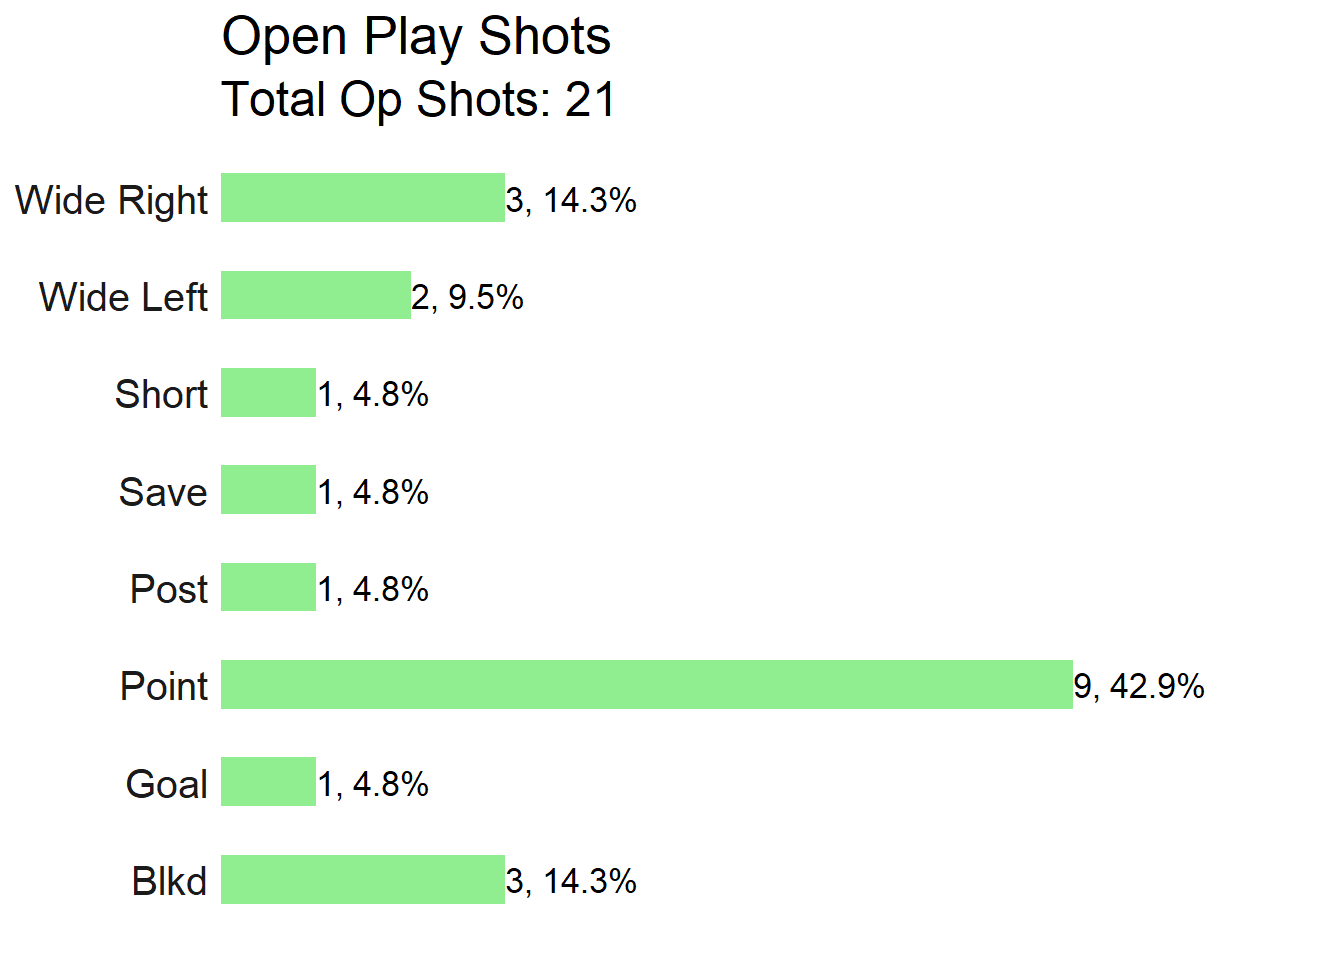 Open Play Shots
Total Op Shots: 21
Wide Right 3, 14.3%
Wide Left 2, 9.5%
Short 1, 4.8%
Save 1, 4.8%
Post 1, 4.8%
Point 9, 42.9%
Goal 1, 4.8%
Blkd 3, 14.3%